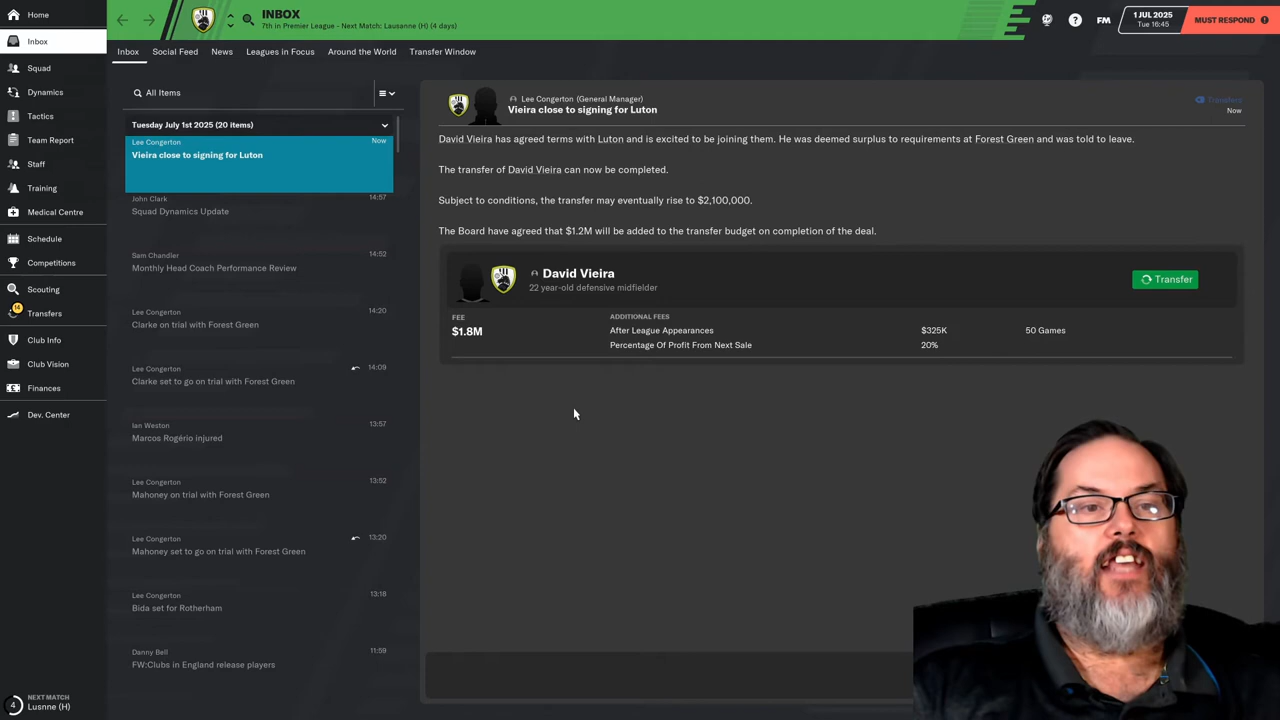 Home
Inbox
Squad
Dynamics
Tactics
Team Report
Staff
Training
Medical Centre
Schedule
Competitions
Scouting
14
Transfers
Club Info
Club Vision
Finances
Dev. Center
4
NEXT MATCH
Lusnne (H)
INBOX
7th in Premier League - Next Match: Lausanne (H) (4 days)
?
FM
1 JUL 2025
Tue 16:45
MUST RESPOND
Inbox
Social Feed
News
Leagues in Focus
Around the World
Transfer Window
All Items
Tuesday July 1st 2025 (20 items)
Lee Congerton
Now
Vieira close to signing for Luton
John Clark
14:57
Squad Dynamics Update
Sam Chandler
14:52
Monthly Head Coach Performance Review
Lee Congerton
14:20
Clarke on trial with Forest Green
Lee Congerton
14:09
Clarke set to go on trial with Forest Green
Ian Weston
13:57
Marcos Rogério injured
Lee Congerton
13:52
Mahoney on trial with Forest Green
Lee Congerton
13:20
Mahoney set to go on trial with Forest Green
Lee Congerton
13:18
Bida set for Rotherham
Danny Bell
11:59
FW:Clubs in England release players
Lee Congerton (General Manager)
Vieira close to signing for Luton
Transfers
Now
David Vieira has agreed terms with Luton and is excited to be joining them. He was deemed surplus to requirements at Forest Green and was told to leave.
The transfer of David Vieira can now be completed.
Subject to conditions, the transfer may eventually rise to $2,100,000.
The Board have agreed that $1.2M will be added to the transfer budget on completion of the deal.
David Vieira
22 year-old defensive midfielder
Transfer
FEE
$1.8M
ADDITIONAL FEES
After League Appearances
$325K
50 Games
Percentage Of Profit From Next Sale
20%